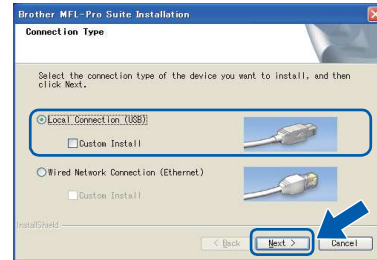 Brother MFL-Pro Suite Installation
Connection Type
Select the connection type of the device you want to install, and then
click Next.
Local Connection (USB)
Custom Install
Wired Network Connection (Ethernet)
Custom Install
InstallShield
< Back
Next >
Cancel